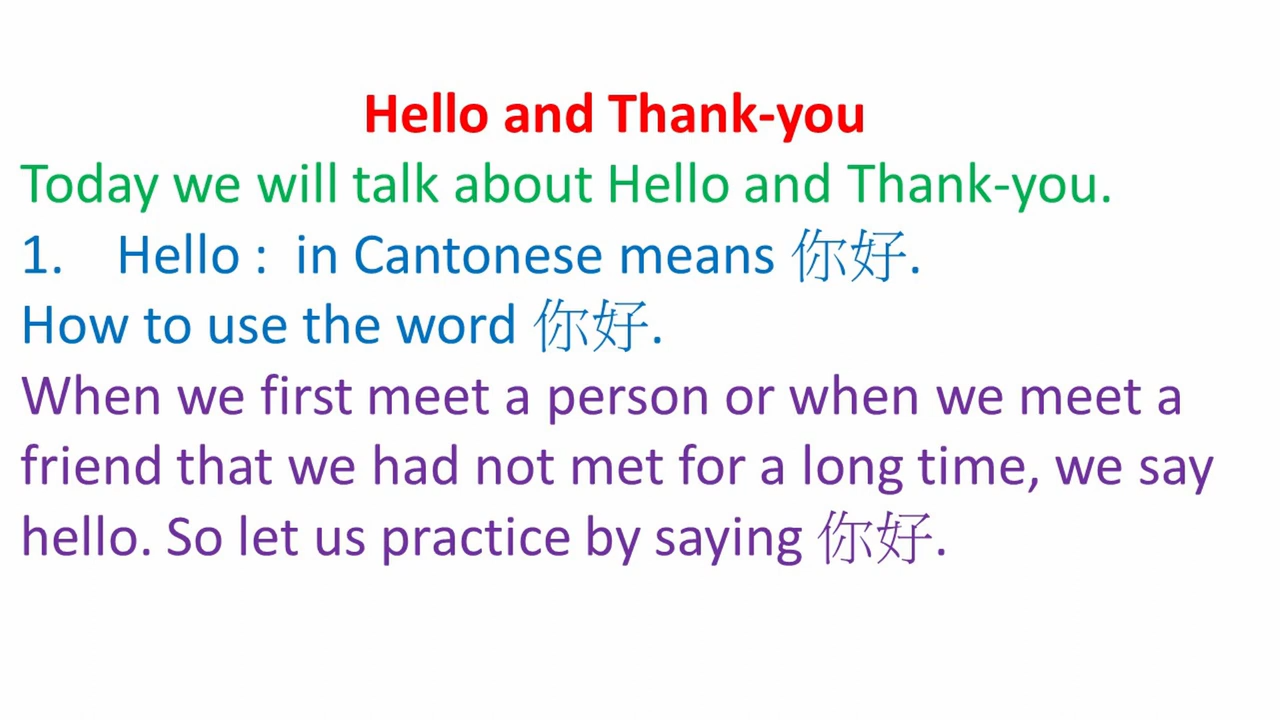 Hello and Thank-you
Today we will talk about Hello and Thank-you.
1. Hello : in Cantonese means 你好.
How to use the word 你好.
When we first meet a person or when we meet a
friend that we had not met for a long time, we say
hello. So let us practice by saying 你好.